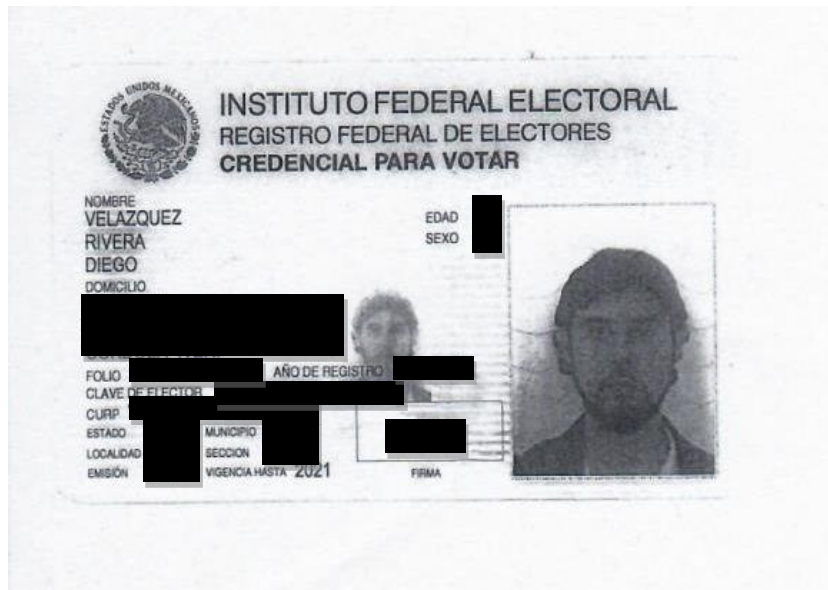 ESTADOS UNIDOS MEXICANOS
INSTITUTO FEDERAL ELECTORAL
REGISTRO FEDERAL DE ELECTORES
CREDENCIAL PARA VOTAR
NOMBRE
VELAZQUEZ
RIVERA
DIEGO
EDAD
SEXO
DOMICILIO
FOLIO
AÑO DE REGISTRO
CLAVE DE ELECTOR
CURP
ESTADO
MUNICIPIO
LOCALIDAD
SECCION
EMISIÓN
VIGENCIA HASTA 2021
FIRMA